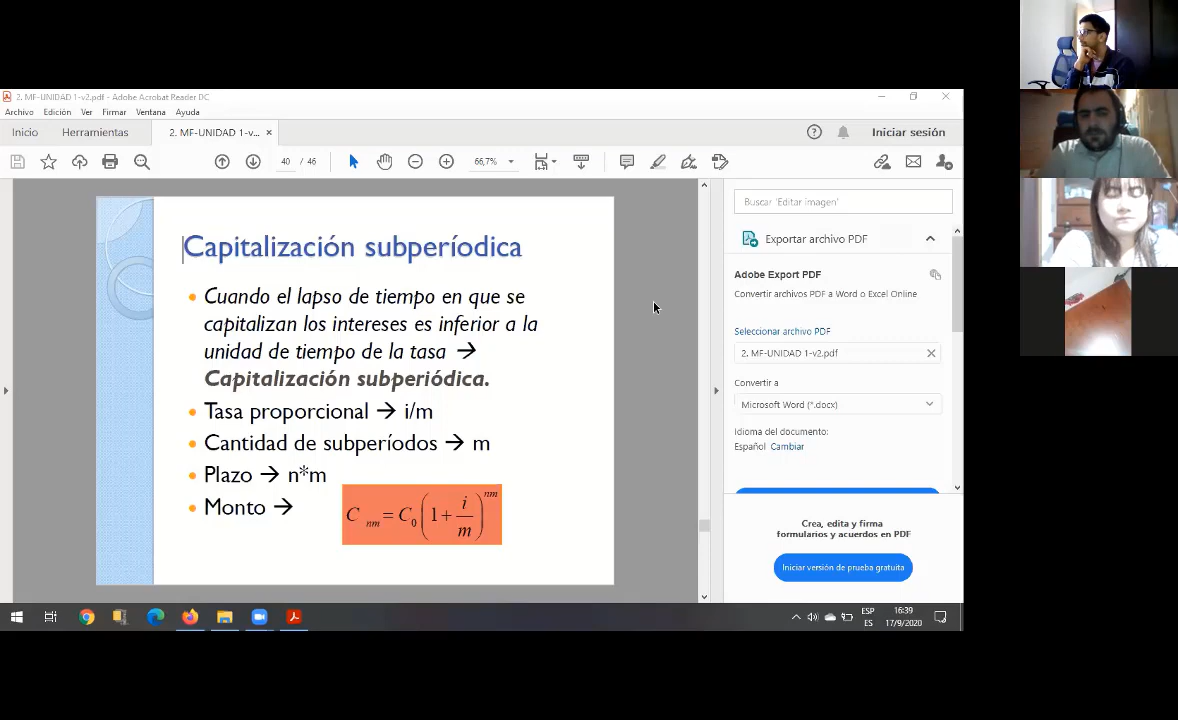 2. MF-UNIDAD 1-v2.pdf - Adobe Acrobat Reader DC
Archivo Edición Ver Firmar Ventana Ayuda
Inicio Herramientas 2. MF-UNIDAD 1-v... × Iniciar sesión
40 / 46 66,7%
Capitalización subperíodica
• Cuando el lapso de tiempo en que se
capitalizan los intereses es inferior a la
unidad de tiempo de la tasa →
Capitalización subperiódica.
• Tasa proporcional → i/m
• Cantidad de subperíodos → m
• Plazo → n*m
• Monto →
C nm = C0 (1 + i/m)^nm
Buscar 'Editar imagen'
Exportar archivo PDF
Adobe Export PDF
Convertir archivos PDF a Word o Excel Online
Seleccionar archivo PDF
2. MF-UNIDAD 1-v2.pdf
Convertir a
Microsoft Word (*.docx)
Idioma del documento:
Español Cambiar
Crea, edita y firma
formularios y acuerdos en PDF
Iniciar versión de prueba gratuita
ESP
ES
16:39
17/9/2020